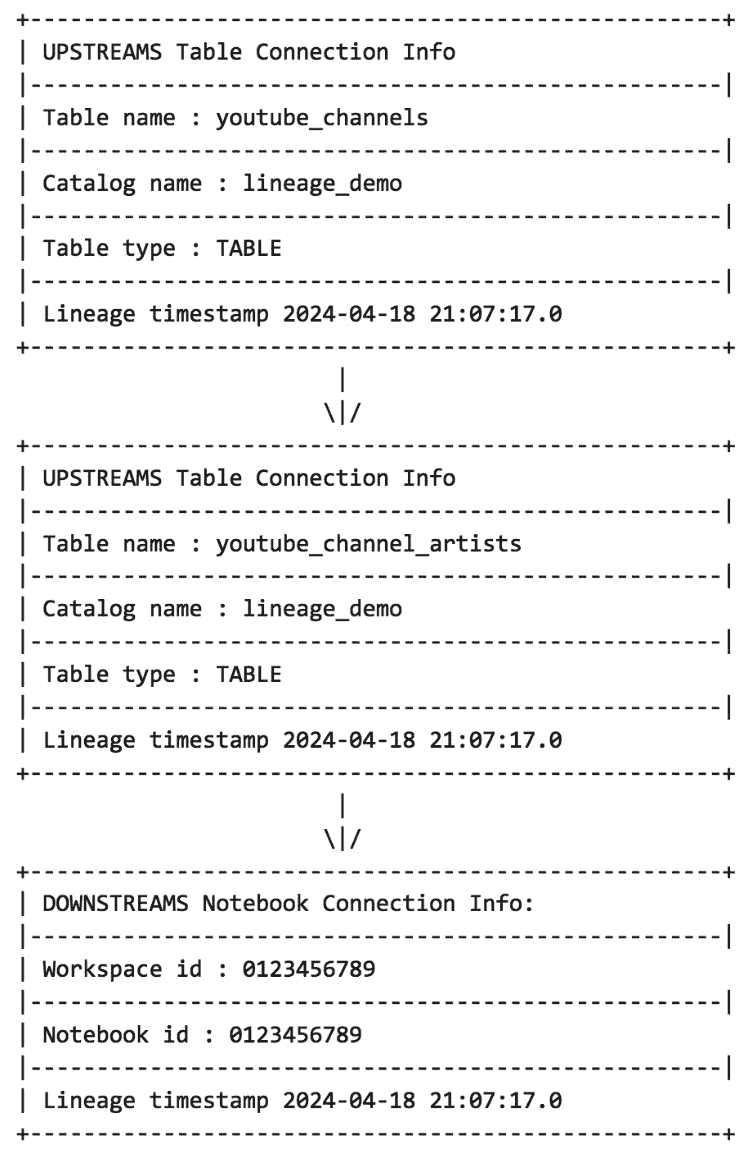 +----------------------------------------------------+
| UPSTREAMS Table Connection Info
|----------------------------------------------------|
| Table name : youtube_channels
|----------------------------------------------------|
| Catalog name : lineage_demo
|----------------------------------------------------|
| Table type : TABLE
|----------------------------------------------------|
| Lineage timestamp 2024-04-18 21:07:17.0
+----------------------------------------------------+
|
\|/
+----------------------------------------------------+
| UPSTREAMS Table Connection Info
|----------------------------------------------------|
| Table name : youtube_channel_artists
|----------------------------------------------------|
| Catalog name : lineage_demo
|----------------------------------------------------|
| Table type : TABLE
|----------------------------------------------------|
| Lineage timestamp 2024-04-18 21:07:17.0
+----------------------------------------------------+
|
\|/
+----------------------------------------------------+
| DOWNSTREAMS Notebook Connection Info:
|----------------------------------------------------|
| Workspace id : 0123456789
|----------------------------------------------------|
| Notebook id : 0123456789
|----------------------------------------------------|
| Lineage timestamp 2024-04-18 21:07:17.0
+----------------------------------------------------+